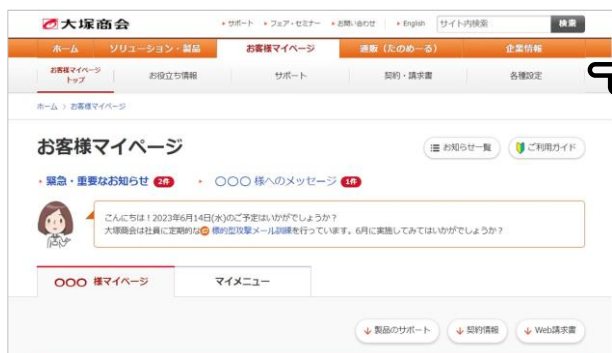 大塚商会
サポート フェア・セミナー お問い合わせ English サイト内検索 検索
ホーム ソリューション・製品 お客様マイページ 通販（たのめーる） 企業情報
お客様マイページ
トップ お役立ち情報 サポート 契約・請求書 各種設定
ホーム > お客様マイページ
お客様マイページ お知らせ一覧 ご利用ガイド
・緊急・重要なお知らせ 2件 ・ 〇〇〇 様へのメッセージ 1件
こんにちは！2023年6月14日(水)のご予定はいかがでしょうか？
大塚商会は社員に定期的な 標的型攻撃メール訓練を行っています。6月に実施してみてはいかがでしょうか？
〇〇〇 様マイページ マイメニュー
製品のサポート 契約情報 Web請求書